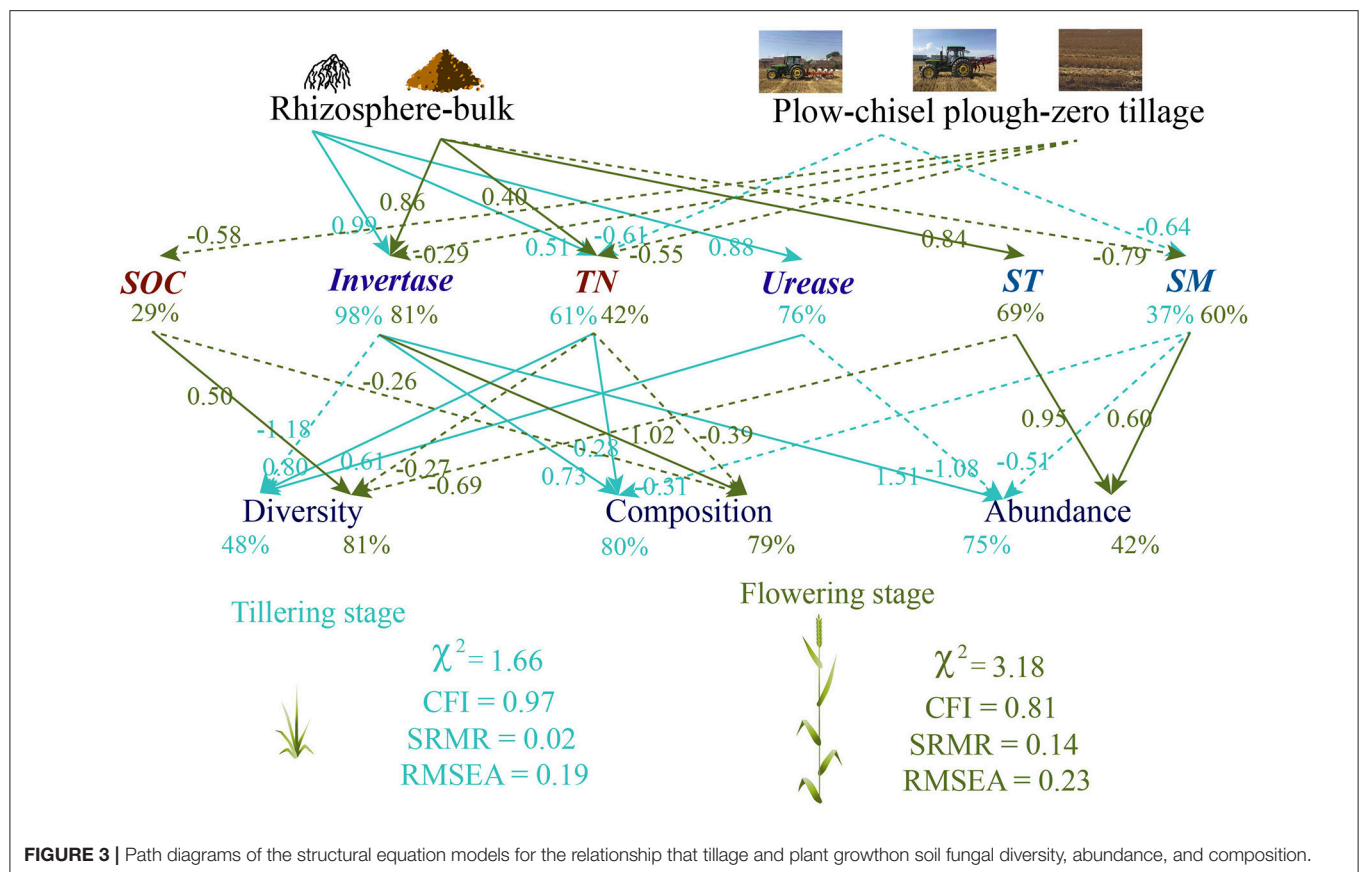 Rhizosphere-bulk
Plow-chisel plough-zero tillage
0.86
0.40
0.99
-0.58
-0.29
0.51
-0.61
-0.55
0.88
0.84
-0.64
-0.79
SOC
Invertase
TN
Urease
ST
SM
29%
98% 81%
61% 42%
76%
69%
37% 60%
0.50
-0.26
-1.18
1.02
-0.39
0.95
0.60
0.80
0.61
-0.27
-0.69
0.28
0.73
-0.31
1.51
-1.08
-0.51
Diversity
Composition
Abundance
48%
81%
80%
79%
75%
42%
Tillering stage
χ² = 1.66
CFI = 0.97
SRMR = 0.02
RMSEA = 0.19
Flowering stage
χ² = 3.18
CFI = 0.81
SRMR = 0.14
RMSEA = 0.23
FIGURE 3 | Path diagrams of the structural equation models for the relationship that tillage and plant growthon soil fungal diversity, abundance, and composition.